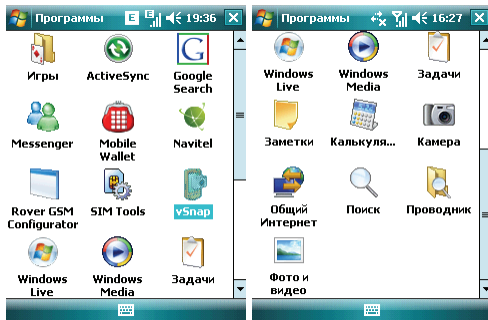 Программы E E 19:36
Игры ActiveSync Google Search
Messenger Mobile Wallet Navitel
Rover GSM Configurator SIM Tools vSnap
Windows Live Windows Media Задачи
Программы 16:27
Windows Live Windows Media Задачи
Заметки Калькуля... Камера
Общий Интернет Поиск Проводник
Фото и видео